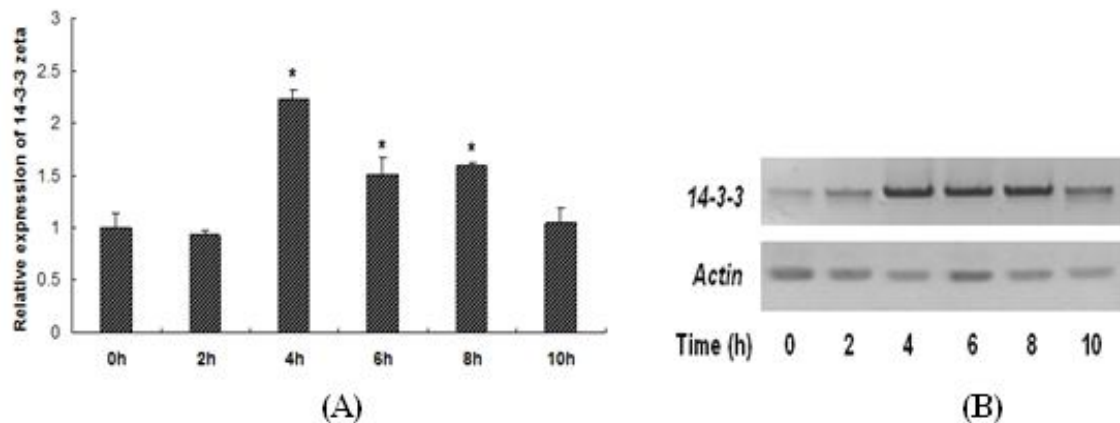 Relative expression of 14-3-3 zeta
3
2.5
2
1.5
1
0.5
0
*
*
*
0h 2h 4h 6h 8h 10h
(A)
14-3-3
Actin
Time (h) 0 2 4 6 8 10
(B)